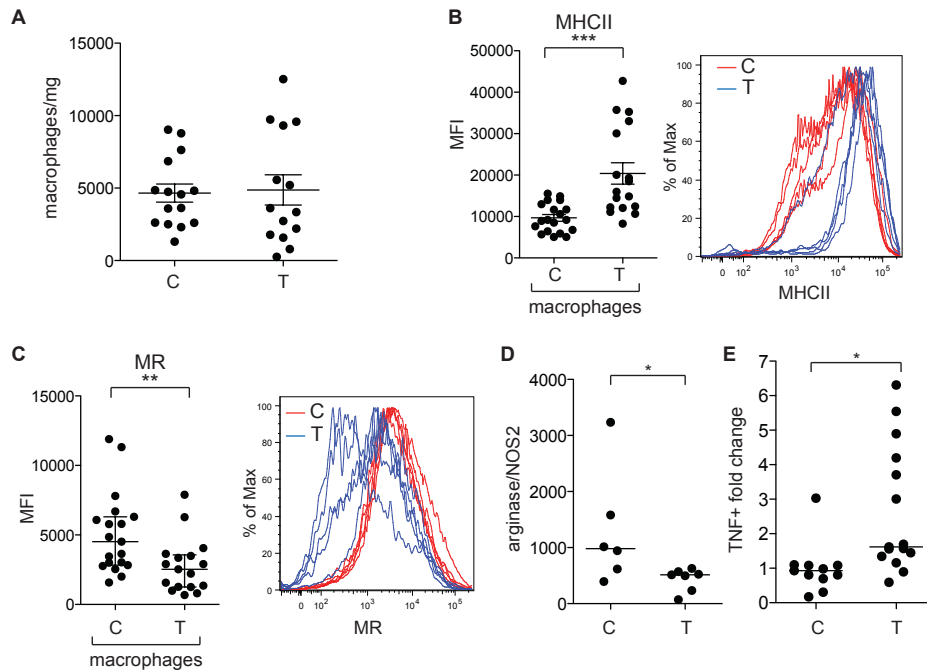 A
macrophages/mg
15000
10000
5000
0
C T
B
MHCII
***
MFI
50000
40000
30000
20000
10000
0
C T
macrophages
C
T
% of Max
100
80
60
40
20
0
0 10² 10³ 10⁴ 10⁵
MHCII
C
MR
**
MFI
15000
10000
5000
0
C T
macrophages
C
T
% of Max
100
80
60
40
20
0
0 10² 10³ 10⁴ 10⁵
MR
D
*
arginase/NOS2
4000
3000
2000
1000
0
C T
E
*
TNF+ fold change
7
6
5
4
3
2
1
0
C T